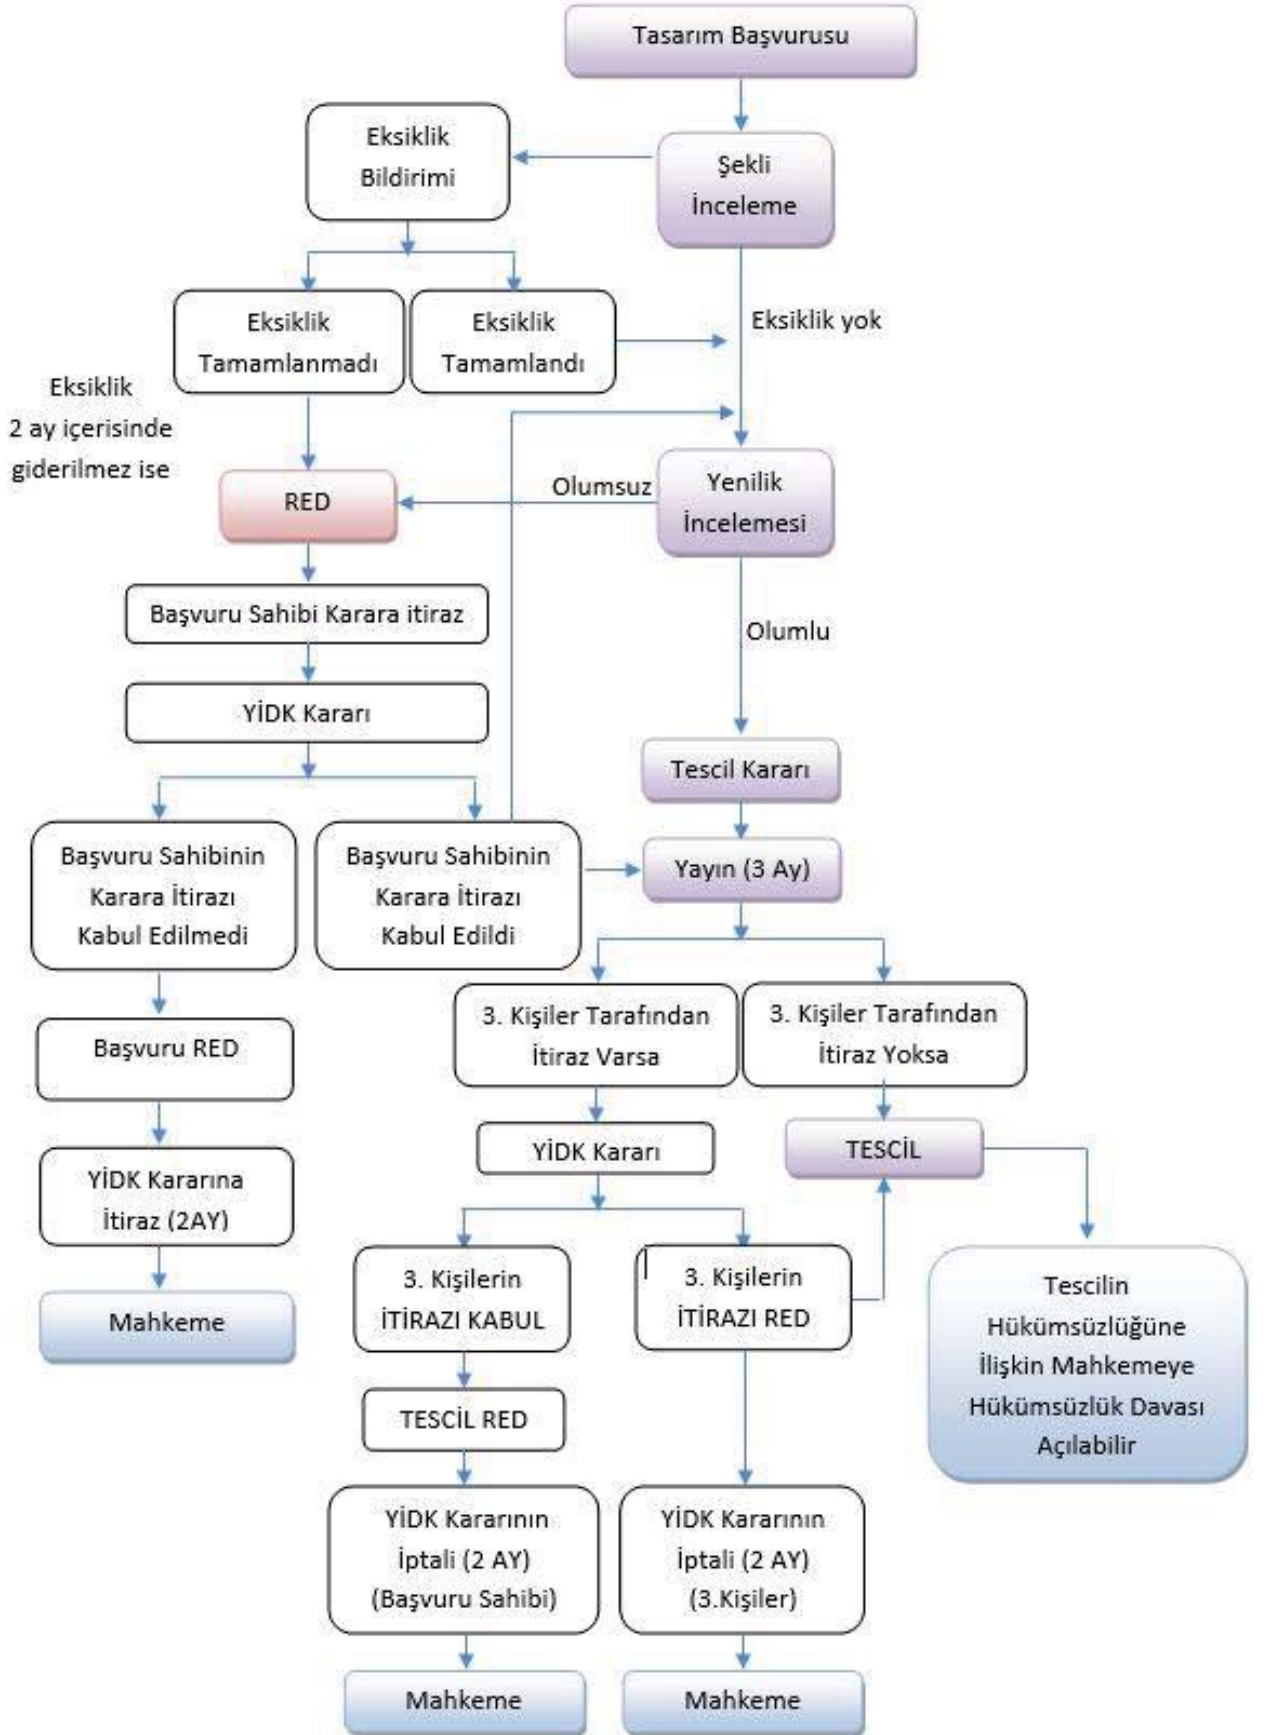 Tasarım Başvurusu
Eksiklik
Bildirimi
Şekli
İnceleme
Eksiklik
Tamamlanmadı
Eksiklik
Tamamlandı
Eksiklik yok
Eksiklik
2 ay içerisinde
giderilmez ise
RED
Olumsuz
Yenilik
İncelemesi
Başvuru Sahibi Karara itiraz
Olumlu
YİDK Kararı
Tescil Kararı
Başvuru Sahibinin
Karara İtirazı
Kabul Edilmedi
Başvuru Sahibinin
Karara İtirazı
Kabul Edildi
Yayın (3 Ay)
3. Kişiler Tarafından
İtiraz Varsa
3. Kişiler Tarafından
İtiraz Yoksa
Başvuru RED
YİDK Kararı
TESCİL
YİDK Kararına
İtiraz (2AY)
Mahkeme
3. Kişilerin
İTİRAZI KABUL
3. Kişilerin
İTİRAZI RED
Tescilin
Hükümsüzlüğüne
İlişkin Mahkemeye
Hükümsüzlük Davası
Açılabilir
TESCİL RED
YİDK Kararının
İptali (2 AY)
(Başvuru Sahibi)
YİDK Kararının
İptali (2 AY)
(3.Kişiler)
Mahkeme
Mahkeme